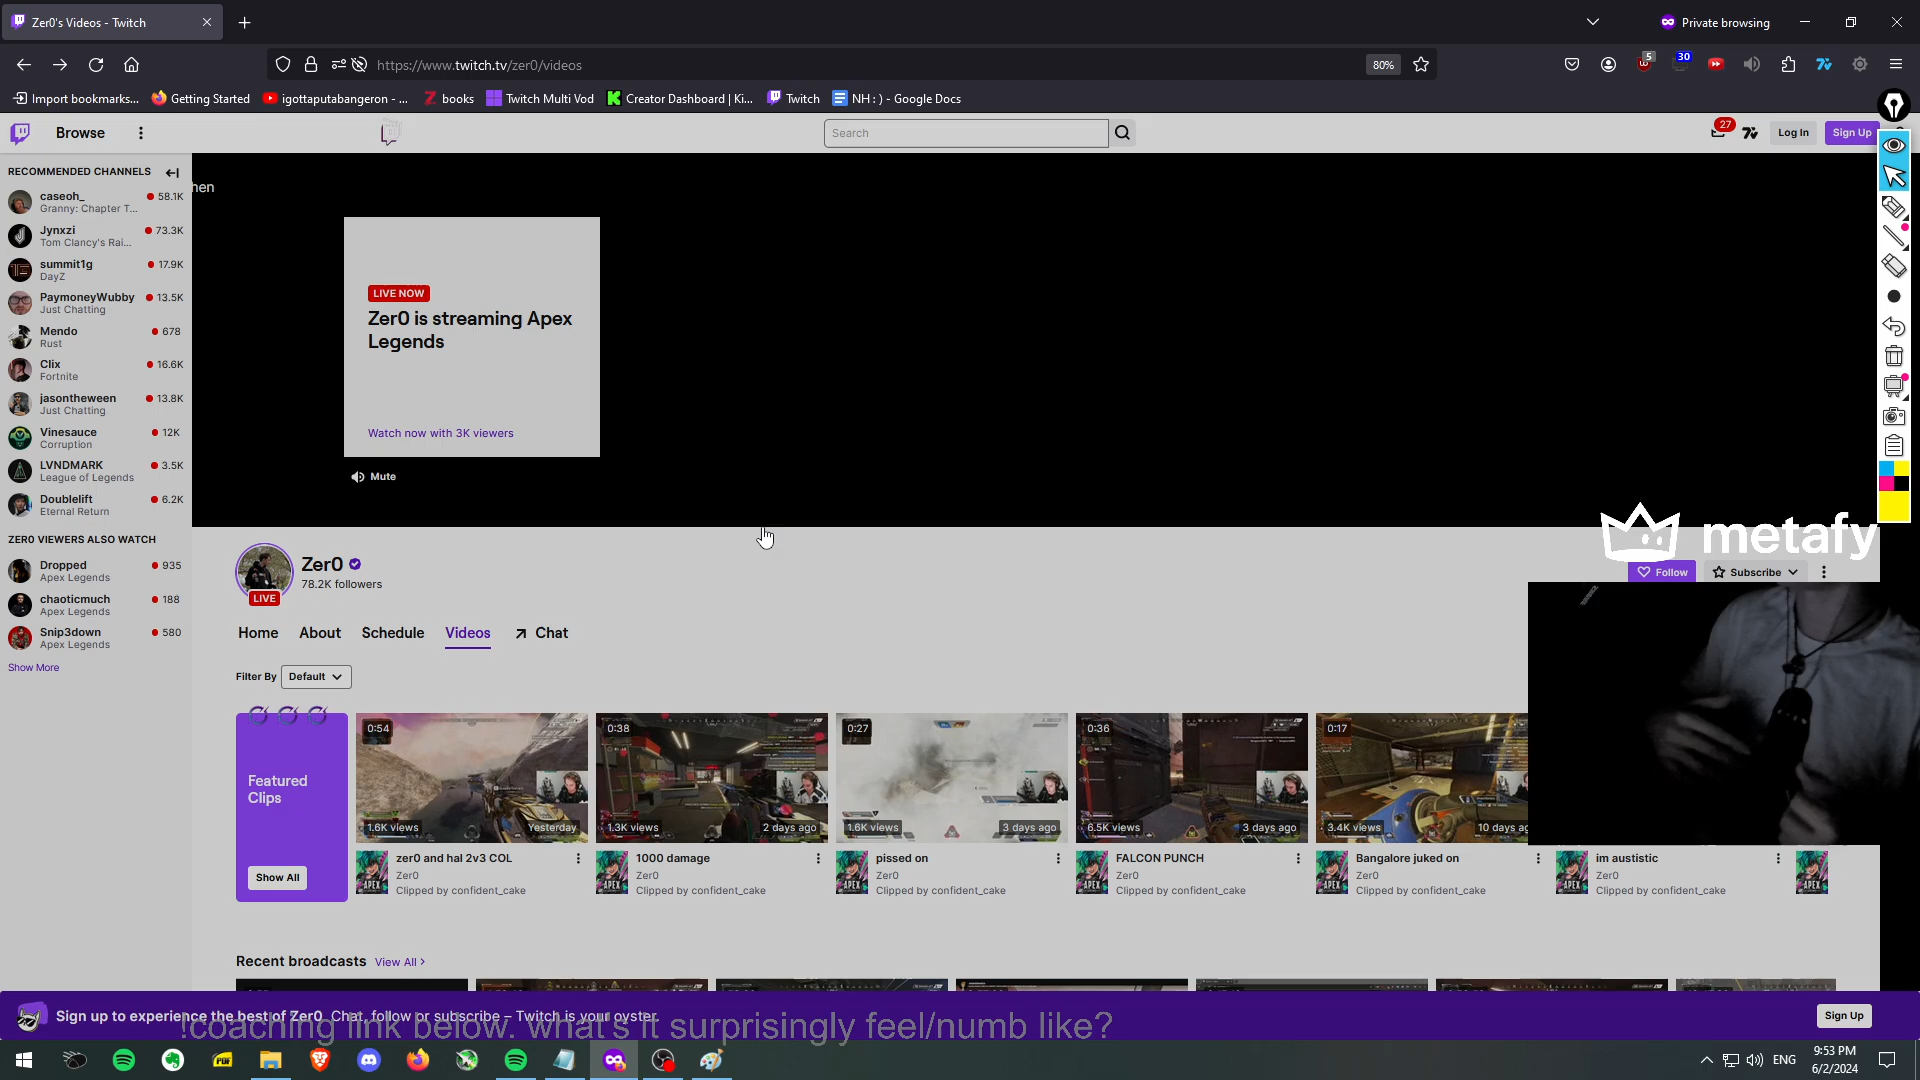 Zer0's Videos - Twitch
Private browsing
https://www.twitch.tv/zer0/videos
80%
5
30
Import bookmarks...
Getting Started
igottaputabangeron - ...
books
Twitch Multi Vod
Creator Dashboard | Ki...
Twitch
NH : ) - Google Docs
Browse
Search
27
Log In
Sign Up
RECOMMENDED CHANNELS
caseoh_ 58.1K
Granny: Chapter T...
Jynxzi 73.3K
Tom Clancy's Rai...
summit1g 17.9K
DayZ
PaymoneyWubby 13.5K
Just Chatting
Mendo 678
Rust
Clix 16.6K
Fortnite
jasontheween 13.8K
Just Chatting
Vinesauce 12K
Corruption
LVNDMARK 3.5K
League of Legends
Doublelift 6.2K
Eternal Return
ZER0 VIEWERS ALSO WATCH
Dropped 935
Apex Legends
chaoticmuch 188
Apex Legends
Snip3down 580
Apex Legends
Show More
hen
LIVE NOW
Zer0 is streaming Apex
Legends
Watch now with 3K viewers
Mute
metafy
Zer0
78.2K followers
LIVE
Follow
Subscribe
Home
About
Schedule
Videos
Chat
Filter By
Default
Featured
Clips
Show All
0:54
1.6K views
Yesterday
zer0 and hal 2v3 COL
Zer0
Clipped by confident_cake
0:38
1.3K views
2 days ago
1000 damage
Zer0
Clipped by confident_cake
0:27
1.6K views
3 days ago
pissed on
Zer0
Clipped by confident_cake
0:36
6.5K views
3 days ago
FALCON PUNCH
Zer0
Clipped by confident_cake
0:17
3.4K views
10 days ag
Bangalore juked on
Zer0
Clipped by confident_cake
im austistic
Zer0
Clipped by confident_cake
Recent broadcasts
View All
Sign up to experience the best of Zer0 Chat, follow or subscribe – Twitch is your oyster.
Sign Up
!coaching link below. what's it surprisingly feel/numb like?
ENG
9:53 PM
6/2/2024